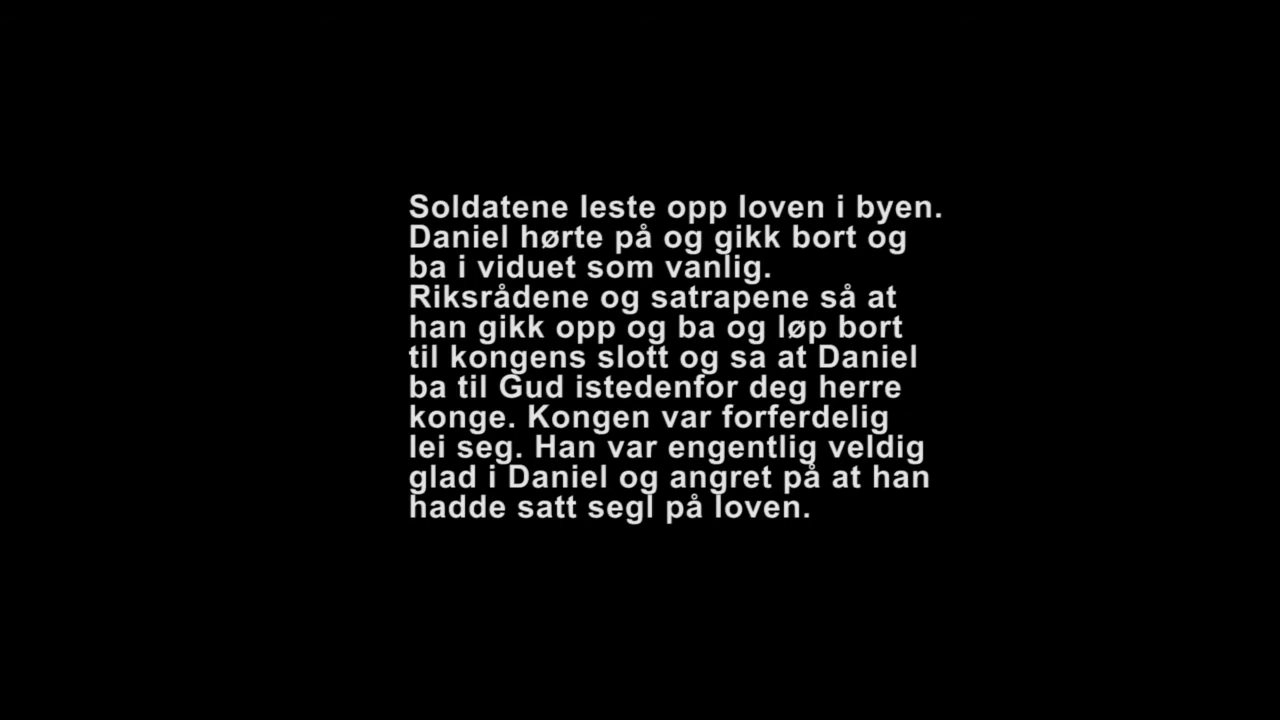 Soldatene leste opp loven i byen.
Daniel hørte på og gikk bort og
ba i viduet som vanlig.
Riksrådene og satrapene så at
han gikk opp og ba og løp bort
til kongens slott og sa at Daniel
ba til Gud istedenfor deg herre
konge. Kongen var forferdelig
lei seg. Han var engentlig veldig
glad i Daniel og angret på at han
hadde satt segl på loven.